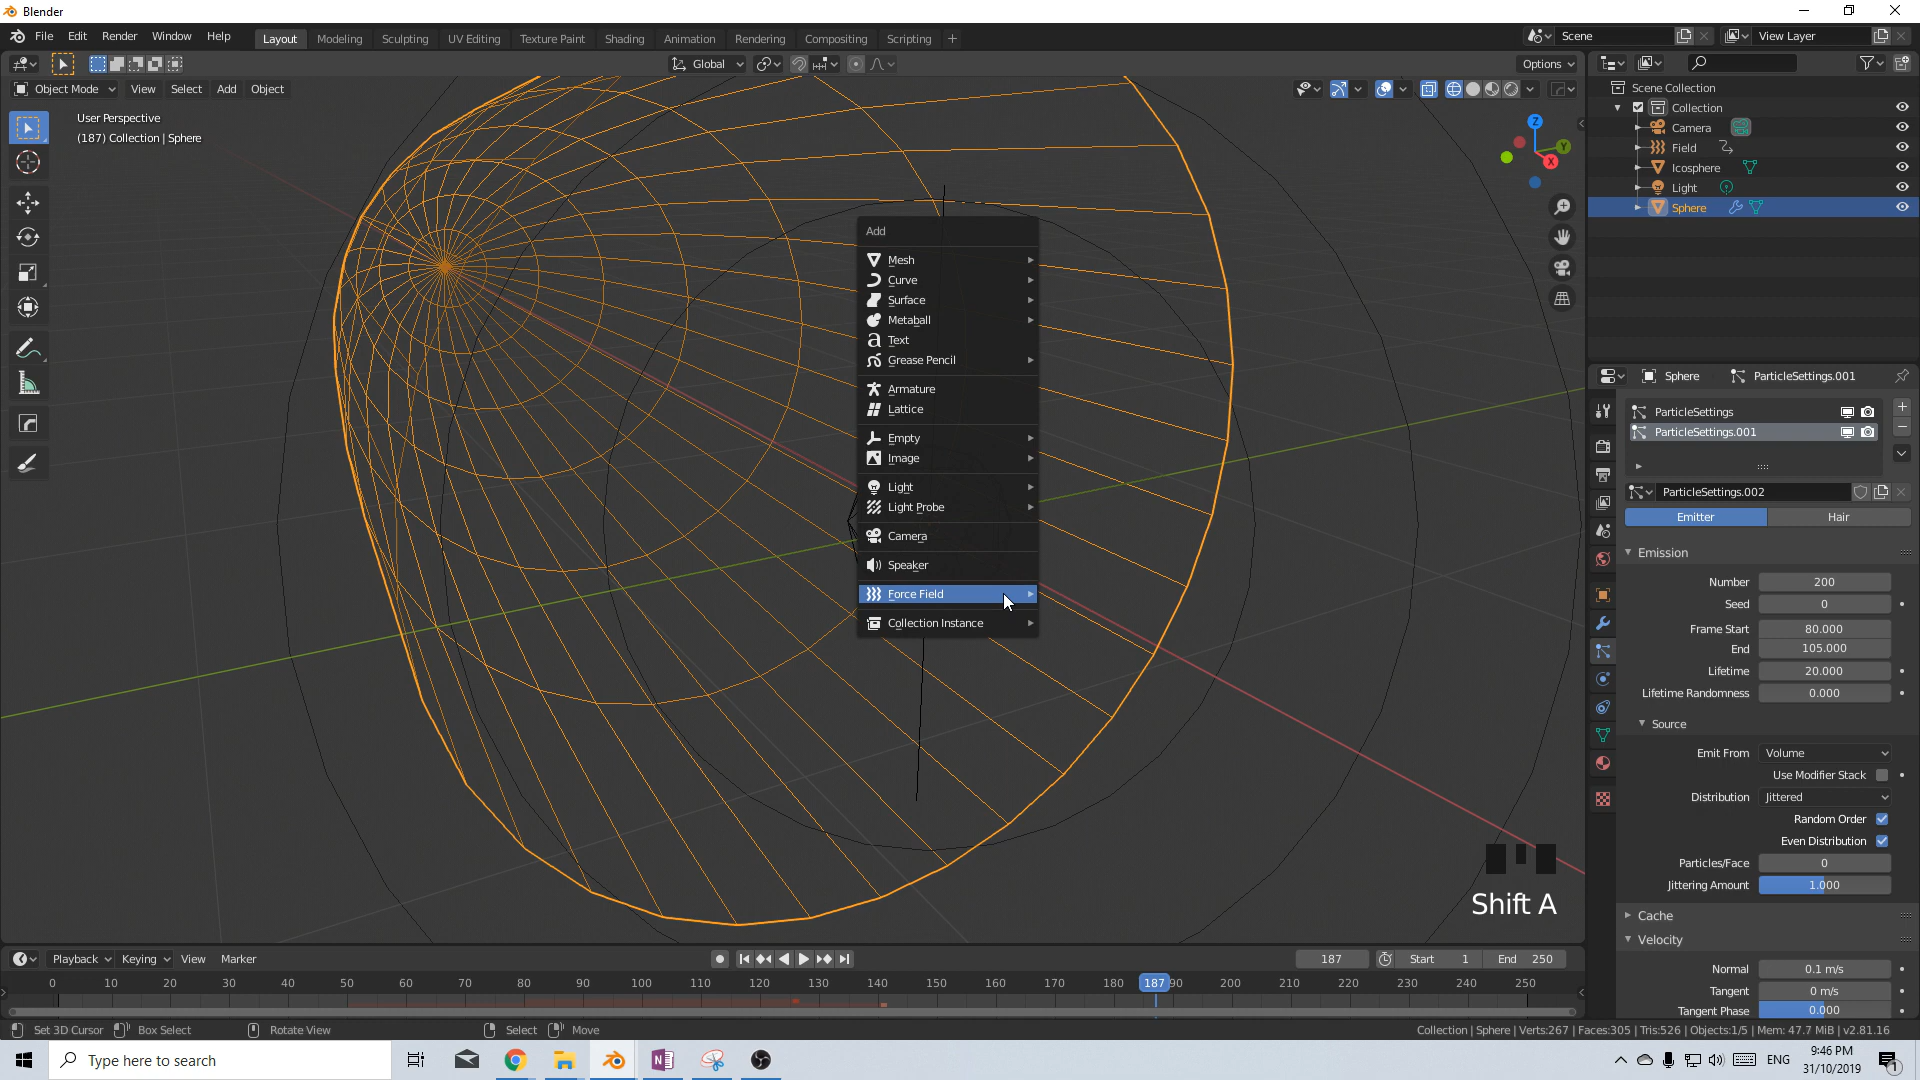 Blender
File Edit Render Window Help Layout Modeling Sculpting UV Editing Texture Paint Shading Animation Rendering Compositing Scripting + Scene View Layer
Global Options
Object Mode View Select Add Object
User Perspective
(187) Collection | Sphere
Z
Y
X
Add
Mesh
Curve
Surface
Metaball
Text
Grease Pencil
Armature
Lattice
Empty
Image
Light
Light Probe
Camera
Speaker
Force Field
Collection Instance
Shift A
Scene Collection
Collection
Camera
Field
Icosphere
Light
Sphere
Sphere ParticleSettings.001
ParticleSettings
ParticleSettings.001
ParticleSettings.002
Emitter Hair
Emission
Number 200
Seed 0
Frame Start 80.000
End 105.000
Lifetime 20.000
Lifetime Randomness 0.000
Source
Emit From Volume
Use Modifier Stack
Distribution Jittered
Random Order
Even Distribution
Particles/Face 0
Jittering Amount 1.000
Cache
Velocity
Normal 0.1 m/s
Tangent 0 m/s
Tangent Phase 0.000
Playback Keying View Marker 187 Start 1 End 250
0 10 20 30 40 50 60 70 80 90 100 110 120 130 140 150 160 170 180 187 90 200 210 220 230 240 250
Set 3D Cursor Box Select Rotate View Select Move Collection | Sphere | Verts:267 | Faces:305 | Tris:526 | Objects:1/5 | Mem: 47.7 MiB | v2.81.16
Type here to search ENG 9:46 PM
31/10/2019 1